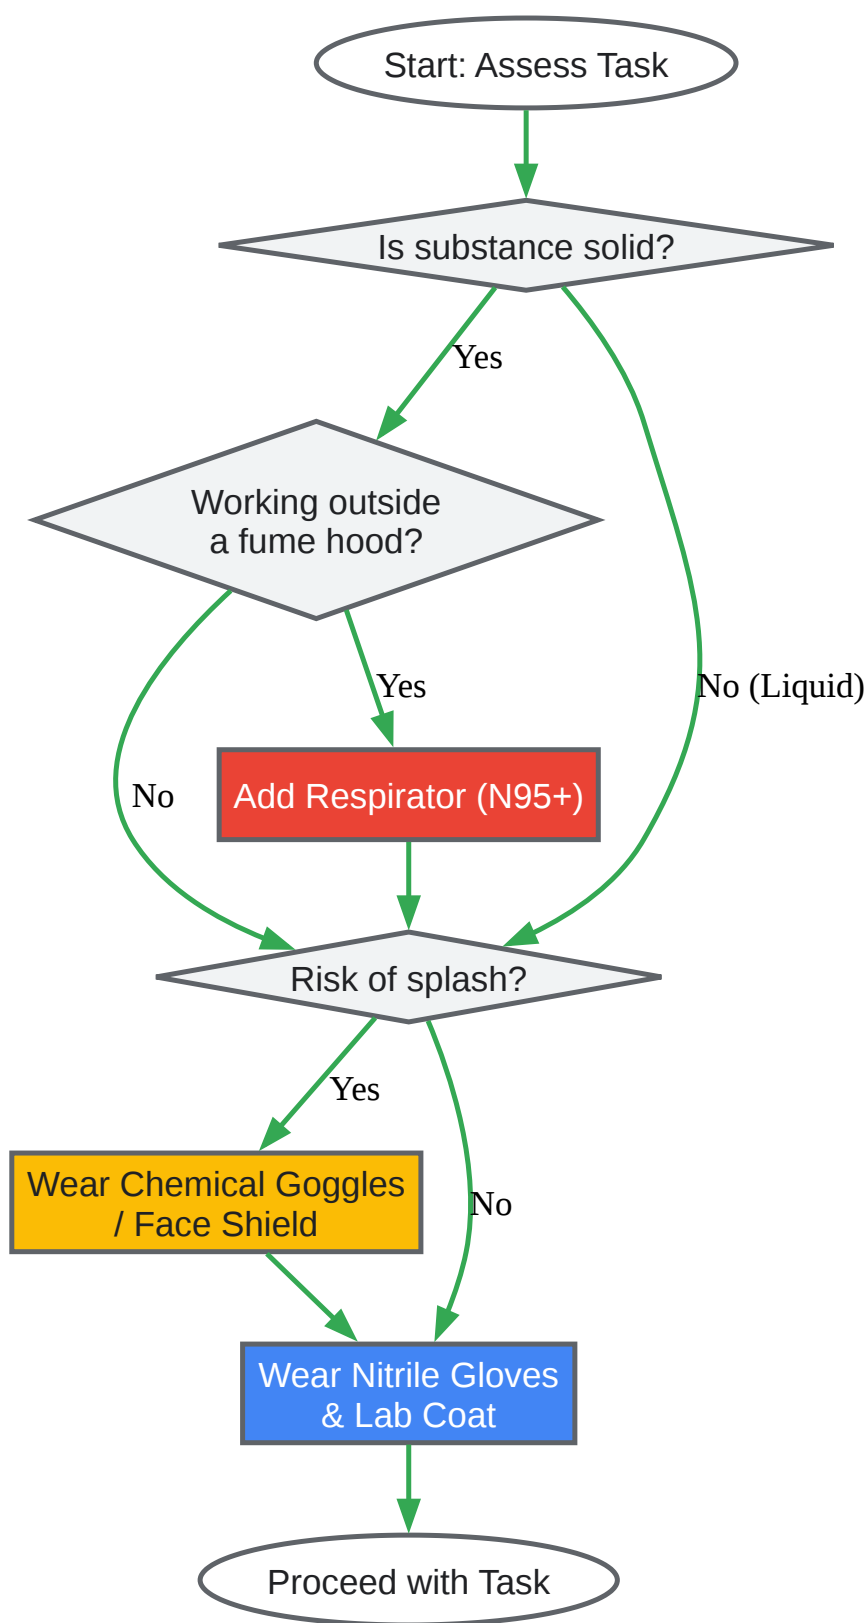 Start: Assess Task
Is substance solid?
Yes
Working outside
a fume hood?
Yes
No (Liquid)
No
Add Respirator (N95+)
Risk of splash?
Yes
Wear Chemical Goggles
/ Face Shield
No
Wear Nitrile Gloves
& Lab Coat
Proceed with Task